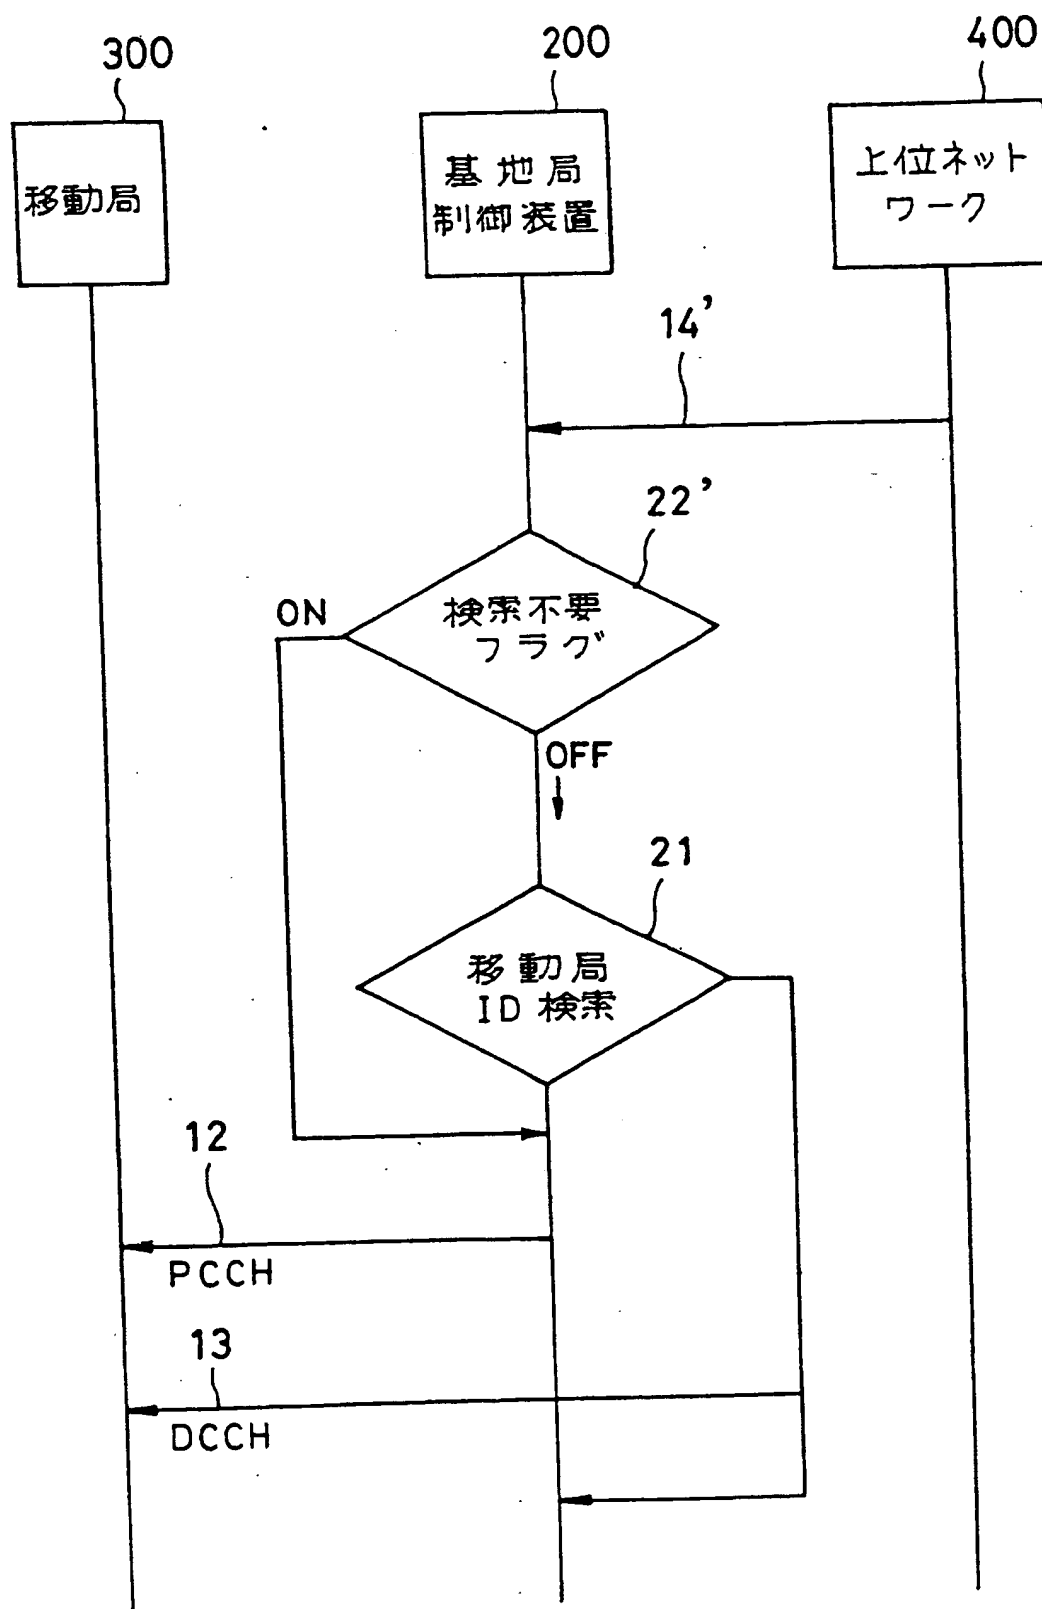 300
200
400
移動局
基地局
制御装置
上位ネット
ワーク
14’
22’
検索不要
フラグ
ON
OFF
21
移動局
ID検索
12
PCCH
13
DCCH